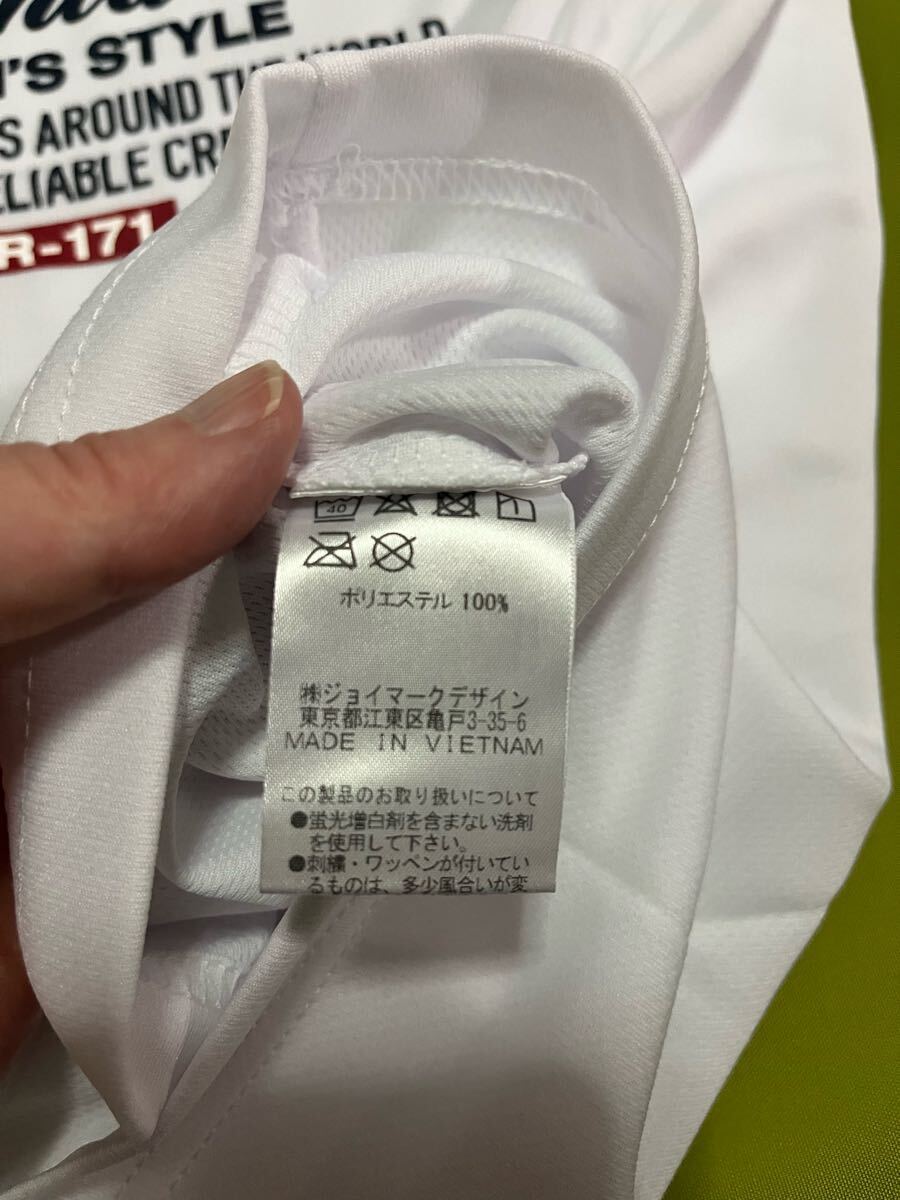 'S STYLE
S AROUND THE WORLD
ELIABLE
R-171
40
ポリエステル 100%
㈱ジョイマークデザイン
東京都江東区亀戸3-35-6
MADE IN VIETNAM
この製品のお取り扱いについて
●蛍光増白剤を含まない洗剤
を使用して下さい。
●刺繍・ワッペンが付いてい
るものは、多少風合いが変